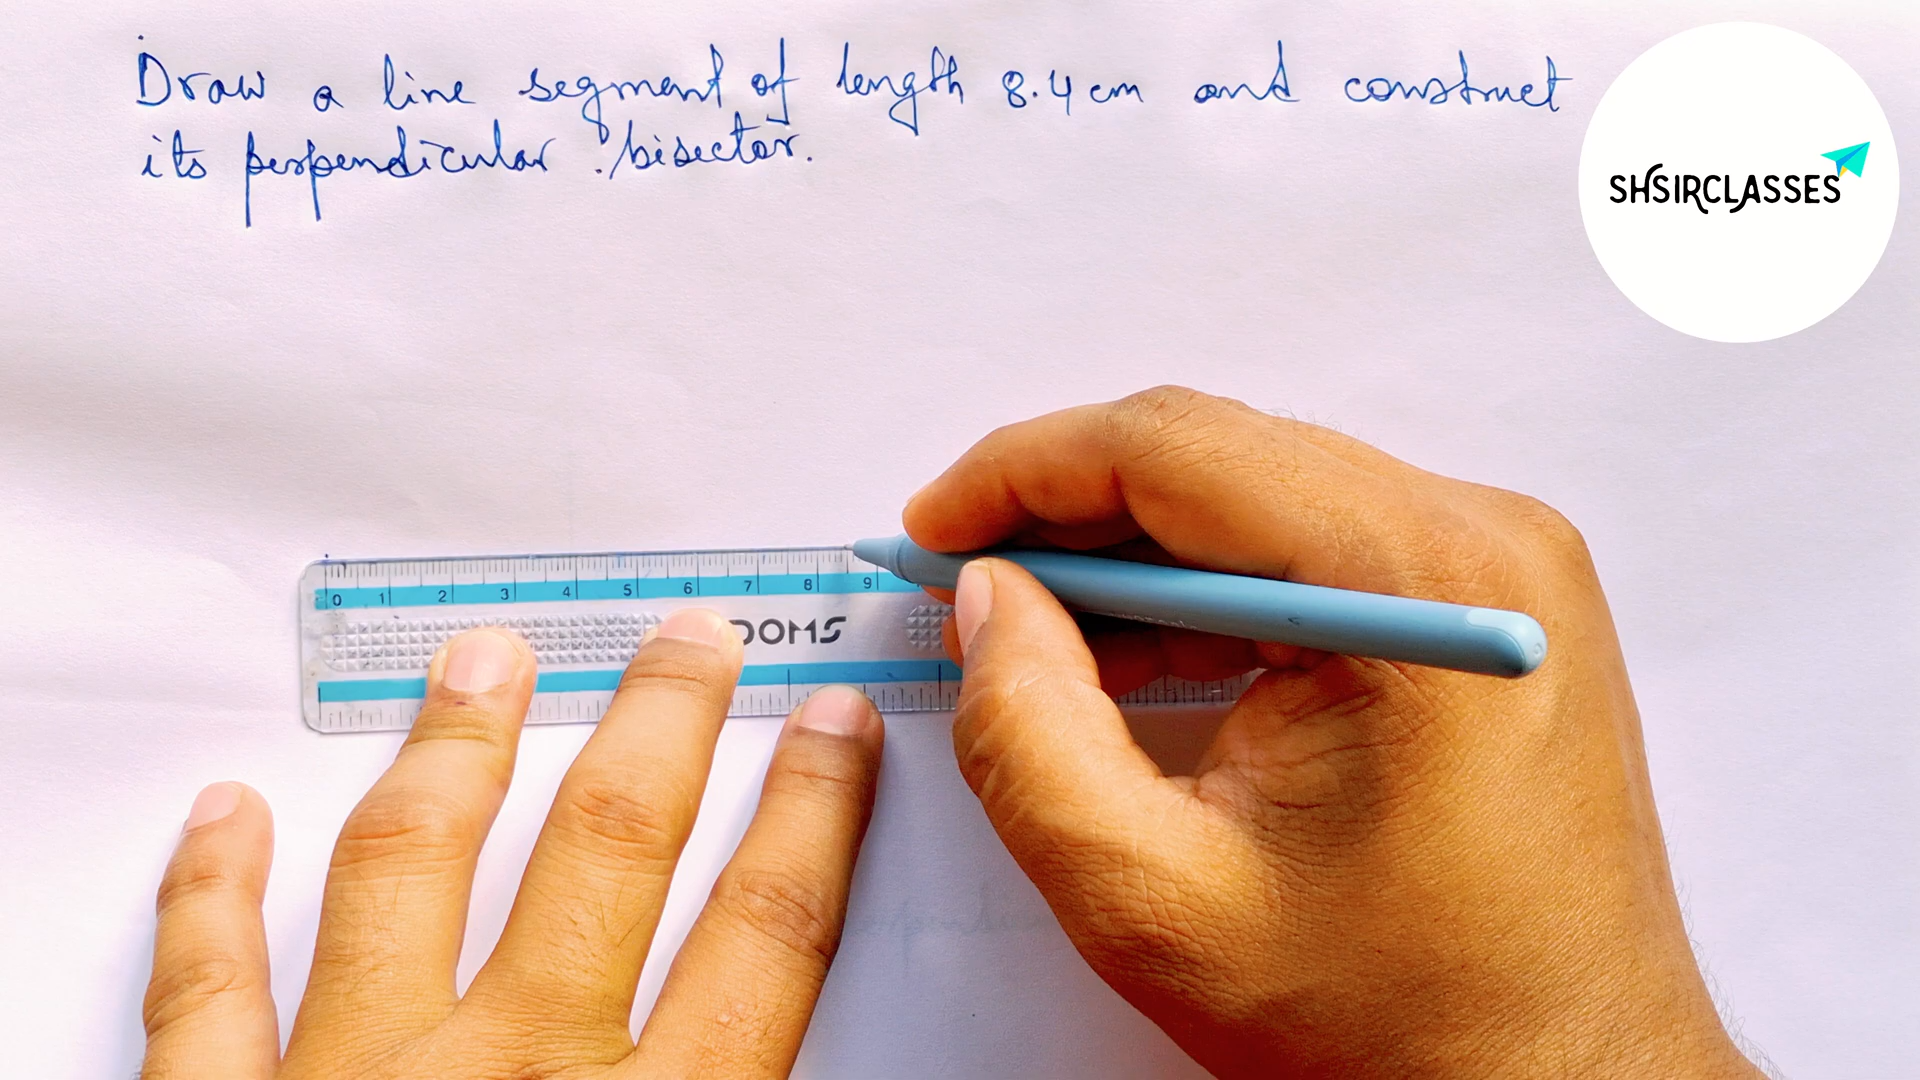 Draw a line segment of length 8.4 cm and construct
its perpendicular bisector.
SHSIRCLASSES
0 1 2 3 4 5 6 7 8 9
DOMS